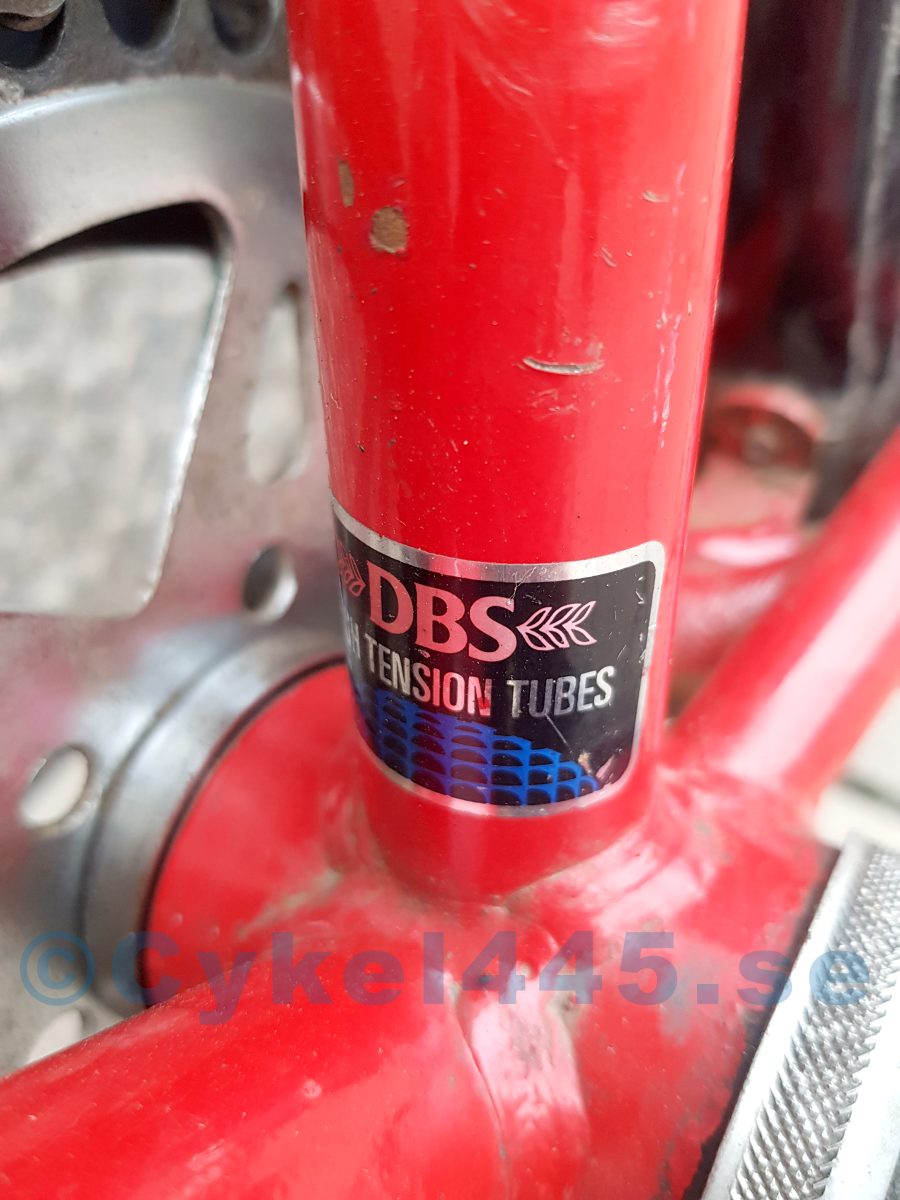 DBS
H TENSION TUBES
©Cykel445.se